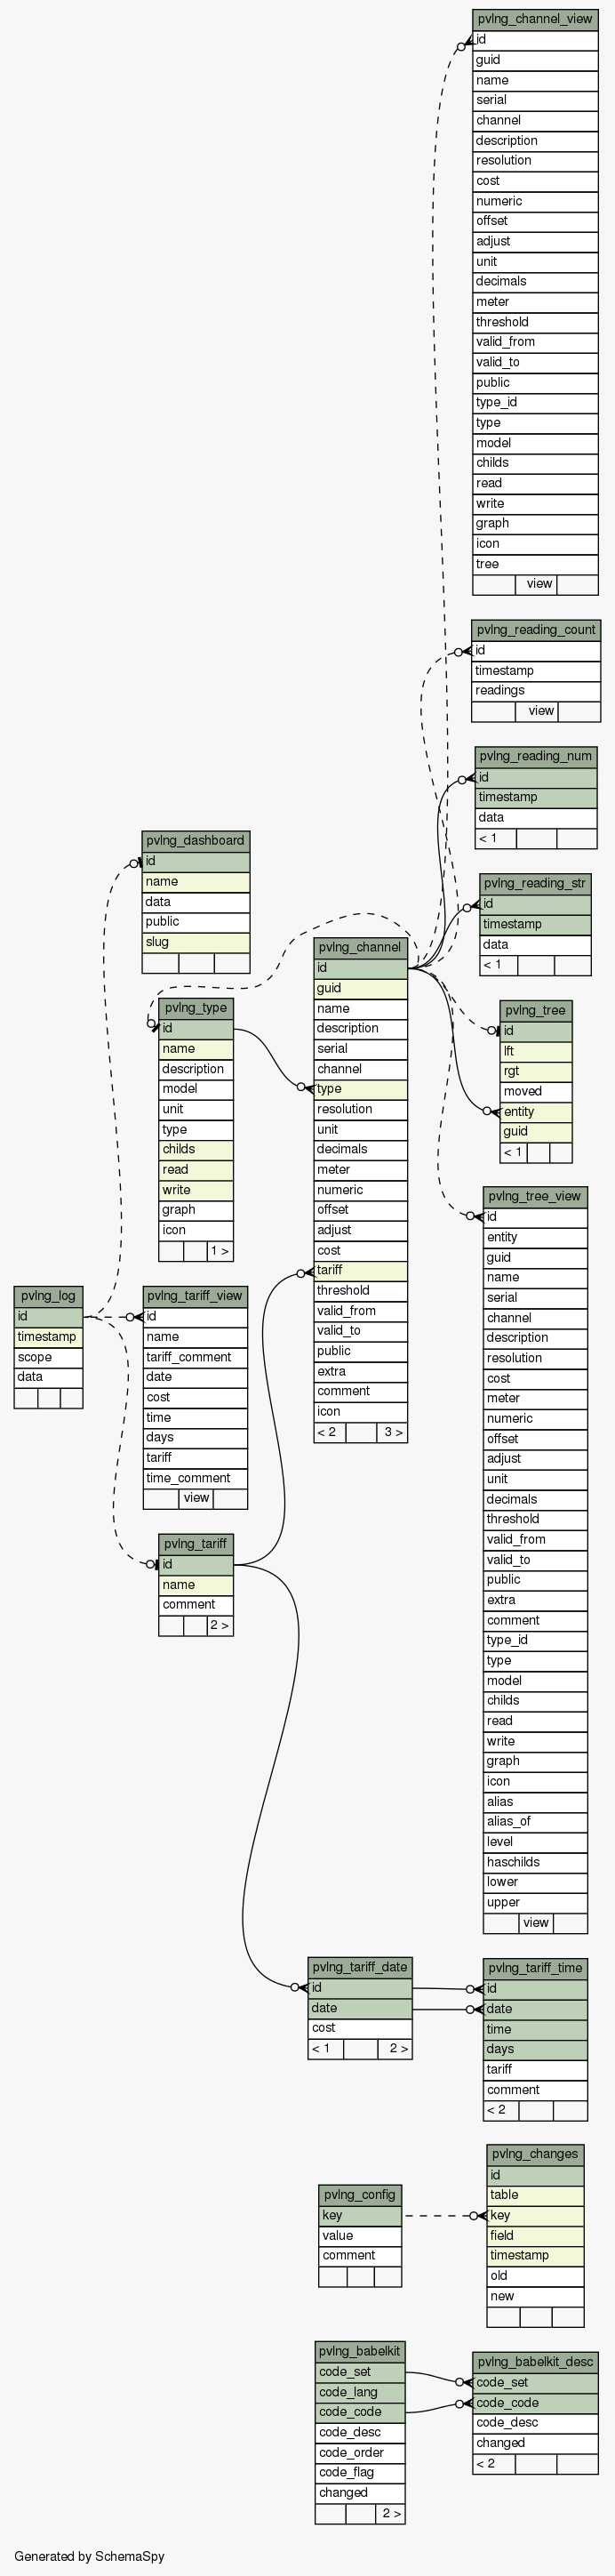 pvlng_channel_view
id
guid
name
serial
channel
description
resolution
cost
numeric
offset
adjust
unit
decimals
meter
threshold
valid_from
valid_to
public
type_id
type
model
childs
read
write
graph
icon
tree
view
pvlng_reading_count
id
timestamp
readings
view
pvlng_reading_num
id
timestamp
data
< 1
pvlng_reading_str
id
timestamp
data
< 1
pvlng_dashboard
id
name
data
public
slug
pvlng_channel
id
guid
name
description
serial
channel
type
resolution
unit
decimals
meter
numeric
offset
adjust
cost
tariff
threshold
valid_from
valid_to
public
extra
comment
icon
< 2 3 >
pvlng_type
id
name
description
model
unit
type
childs
read
write
graph
icon
1 >
pvlng_tree
id
lft
rgt
moved
entity
guid
< 1
pvlng_tree_view
id
entity
guid
name
serial
channel
description
resolution
cost
meter
numeric
offset
adjust
unit
decimals
threshold
valid_from
valid_to
public
extra
comment
type_id
type
model
childs
read
write
graph
icon
alias
alias_of
level
haschilds
lower
upper
view
pvlng_log
id
timestamp
scope
data
pvlng_tariff_view
id
name
tariff_comment
date
cost
time
days
tariff
time_comment
view
pvlng_tariff
id
name
comment
2 >
pvlng_tariff_date
id
date
cost
< 1 2 >
pvlng_tariff_time
id
date
time
days
tariff
comment
< 2
pvlng_changes
id
table
key
field
timestamp
old
new
pvlng_config
key
value
comment
pvlng_babelkit
code_set
code_lang
code_code
code_desc
code_order
code_flag
changed
2 >
pvlng_babelkit_desc
code_set
code_code
code_desc
changed
< 2
Generated by SchemaSpy